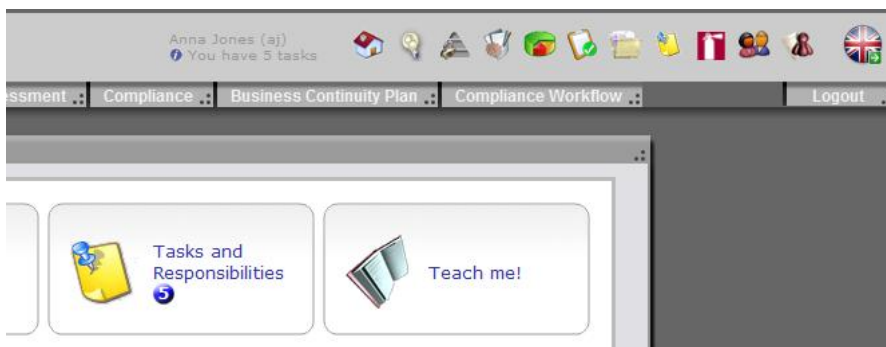 Anna Jones (aj)
You have 5 tasks
essment Compliance Business Continuity Plan Compliance Workflow Logout
Tasks and
Responsibilities
5
Teach me!